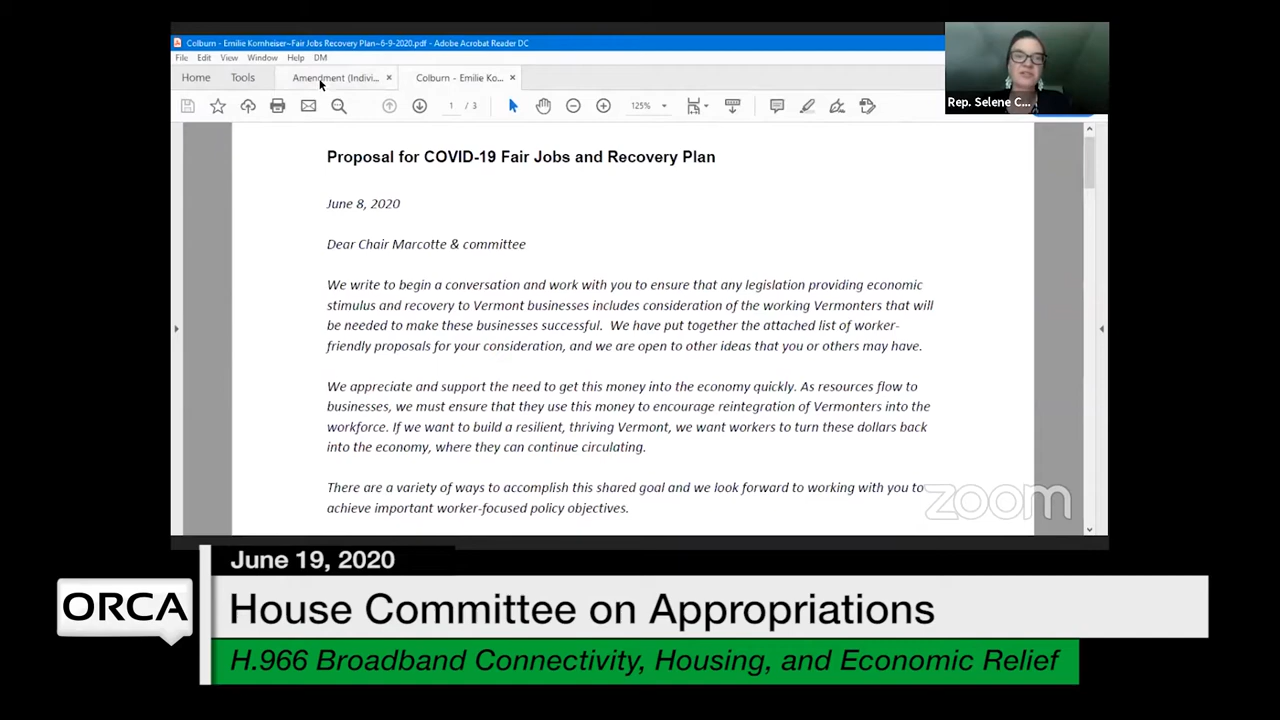 Colburn - Emilie Kornheiser~Fair Jobs Recovery Plan~6-9-2020.pdf - Adobe Acrobat Reader DC
File Edit View Window Help DM
Home Tools Amendment (Indivi... × Colburn - Emilie Ko... ×
1 / 3 125%
Rep. Selene C...
Proposal for COVID-19 Fair Jobs and Recovery Plan
June 8, 2020
Dear Chair Marcotte & committee
We write to begin a conversation and work with you to ensure that any legislation providing economic
stimulus and recovery to Vermont businesses includes consideration of the working Vermonters that will
be needed to make these businesses successful.  We have put together the attached list of worker-
friendly proposals for your consideration, and we are open to other ideas that you or others may have.
We appreciate and support the need to get this money into the economy quickly. As resources flow to
businesses, we must ensure that they use this money to encourage reintegration of Vermonters into the
workforce. If we want to build a resilient, thriving Vermont, we want workers to turn these dollars back
into the economy, where they can continue circulating.
There are a variety of ways to accomplish this shared goal and we look forward to working with you to
achieve important worker-focused policy objectives.
zoom
June 19, 2020
ORCA
House Committee on Appropriations
H.966 Broadband Connectivity, Housing, and Economic Relief